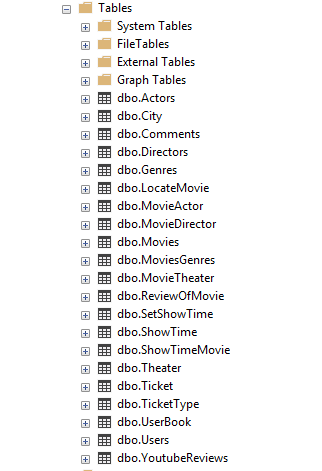 Tables
System Tables
FileTables
External Tables
Graph Tables
dbo.Actors
dbo.City
dbo.Comments
dbo.Directors
dbo.Genres
dbo.LocateMovie
dbo.MovieActor
dbo.MovieDirector
dbo.Movies
dbo.MoviesGenres
dbo.MovieTheater
dbo.ReviewOfMovie
dbo.SetShowTime
dbo.ShowTime
dbo.ShowTimeMovie
dbo.Theater
dbo.Ticket
dbo.TicketType
dbo.UserBook
dbo.Users
dbo.YoutubeReviews